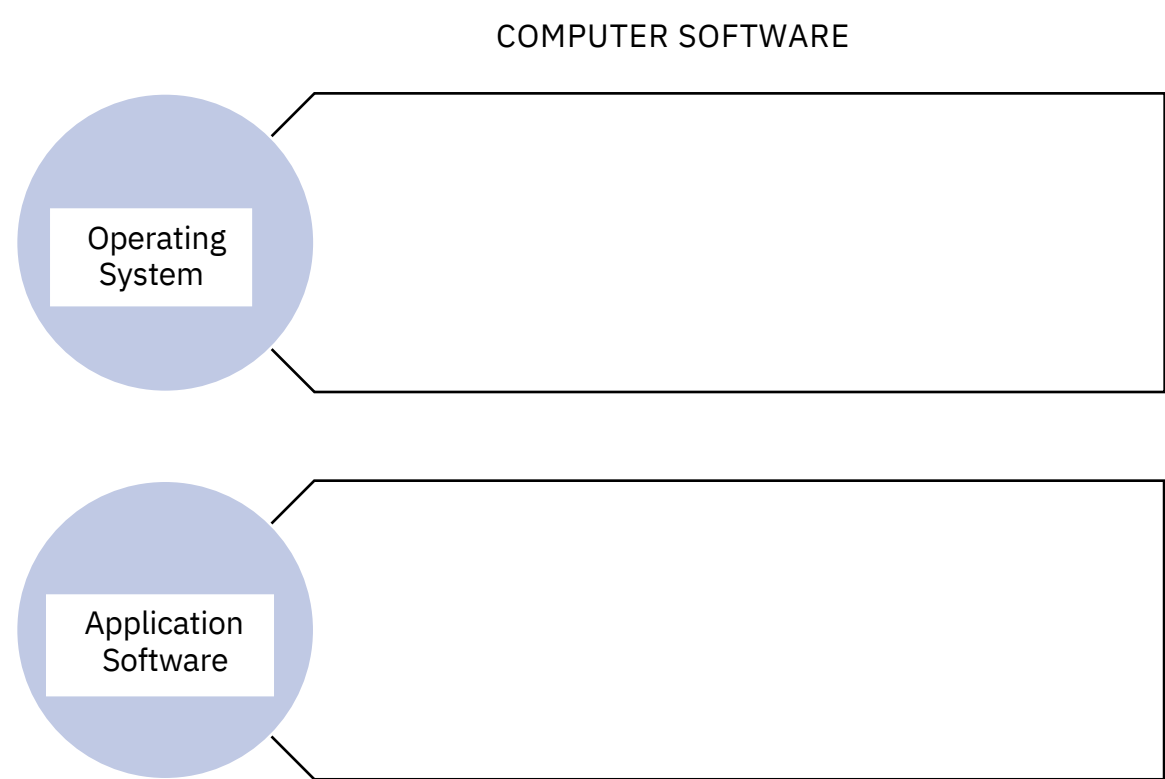 COMPUTER SOFTWARE
Operating
System
Application
Software